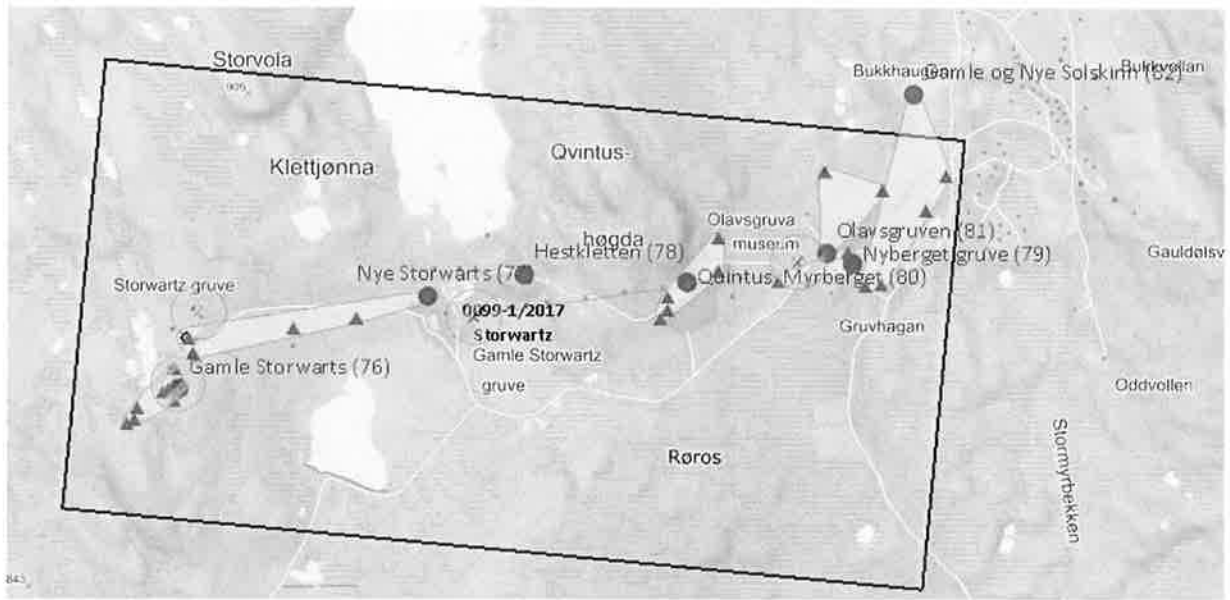 Storvola
Bukkhaugen
Gamle og Nye Solskinn (82)
Bukkvollan
Klettjønna
Qvintus-
høgda
Olavsgruva
museum
Olavsgruven (81)
Hestkletten (78)
Nyberget gruve (79)
Gauldølsv
Nye Storwarts (7
Quintus, Myrberget (80)
Storwartz gruve
0099-1/2017
Storwartz
Gruvhagan
Gamle Storwartz
gruve
Gamle Storwarts (76)
Oddvollen
Røros
Stormyrbekken